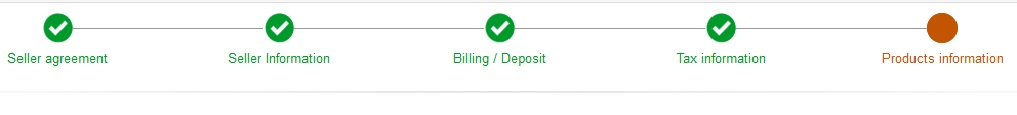 Seller agreement Seller Information Billing / Deposit Tax information Products information